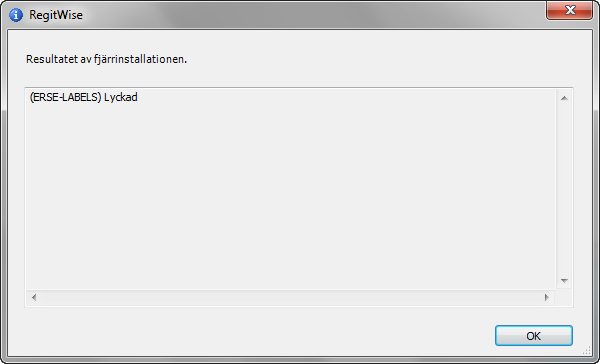 RegitWise
Resultatet av fjärrinstallationen.
(ERSE-LABELS) Lyckad
OK